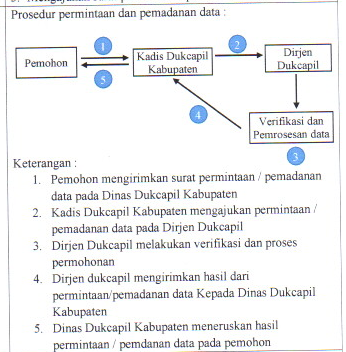 Prosedur permintaan dan pemadanan data :
1
2
Pemohon
Kadis Dukcapil
Kabupaten
Dirjen
Dukcapil
5
4
Verifikasi dan
Pemrosesan data
3
Keterangan :
1. Pemohon mengirimkan surat permintaan / pemadanan
data pada Dinas Dukcapil Kabupaten
2. Kadis Dukcapil Kabupaten mengajukan permintaan /
pemadanan data pada Dirjen Dukcapil
3. Dirjen Dukcapil melakukan verifikasi dan proses
permohonan
4. Dirjen dukcapil mengirimkan hasil dari
permintaan/pemadanan data Kepada Dinas Dukcapil
Kabupaten
5. Dinas Dukcapil Kabupaten meneruskan hasil
permintaan / pemdanan data pada pemohon